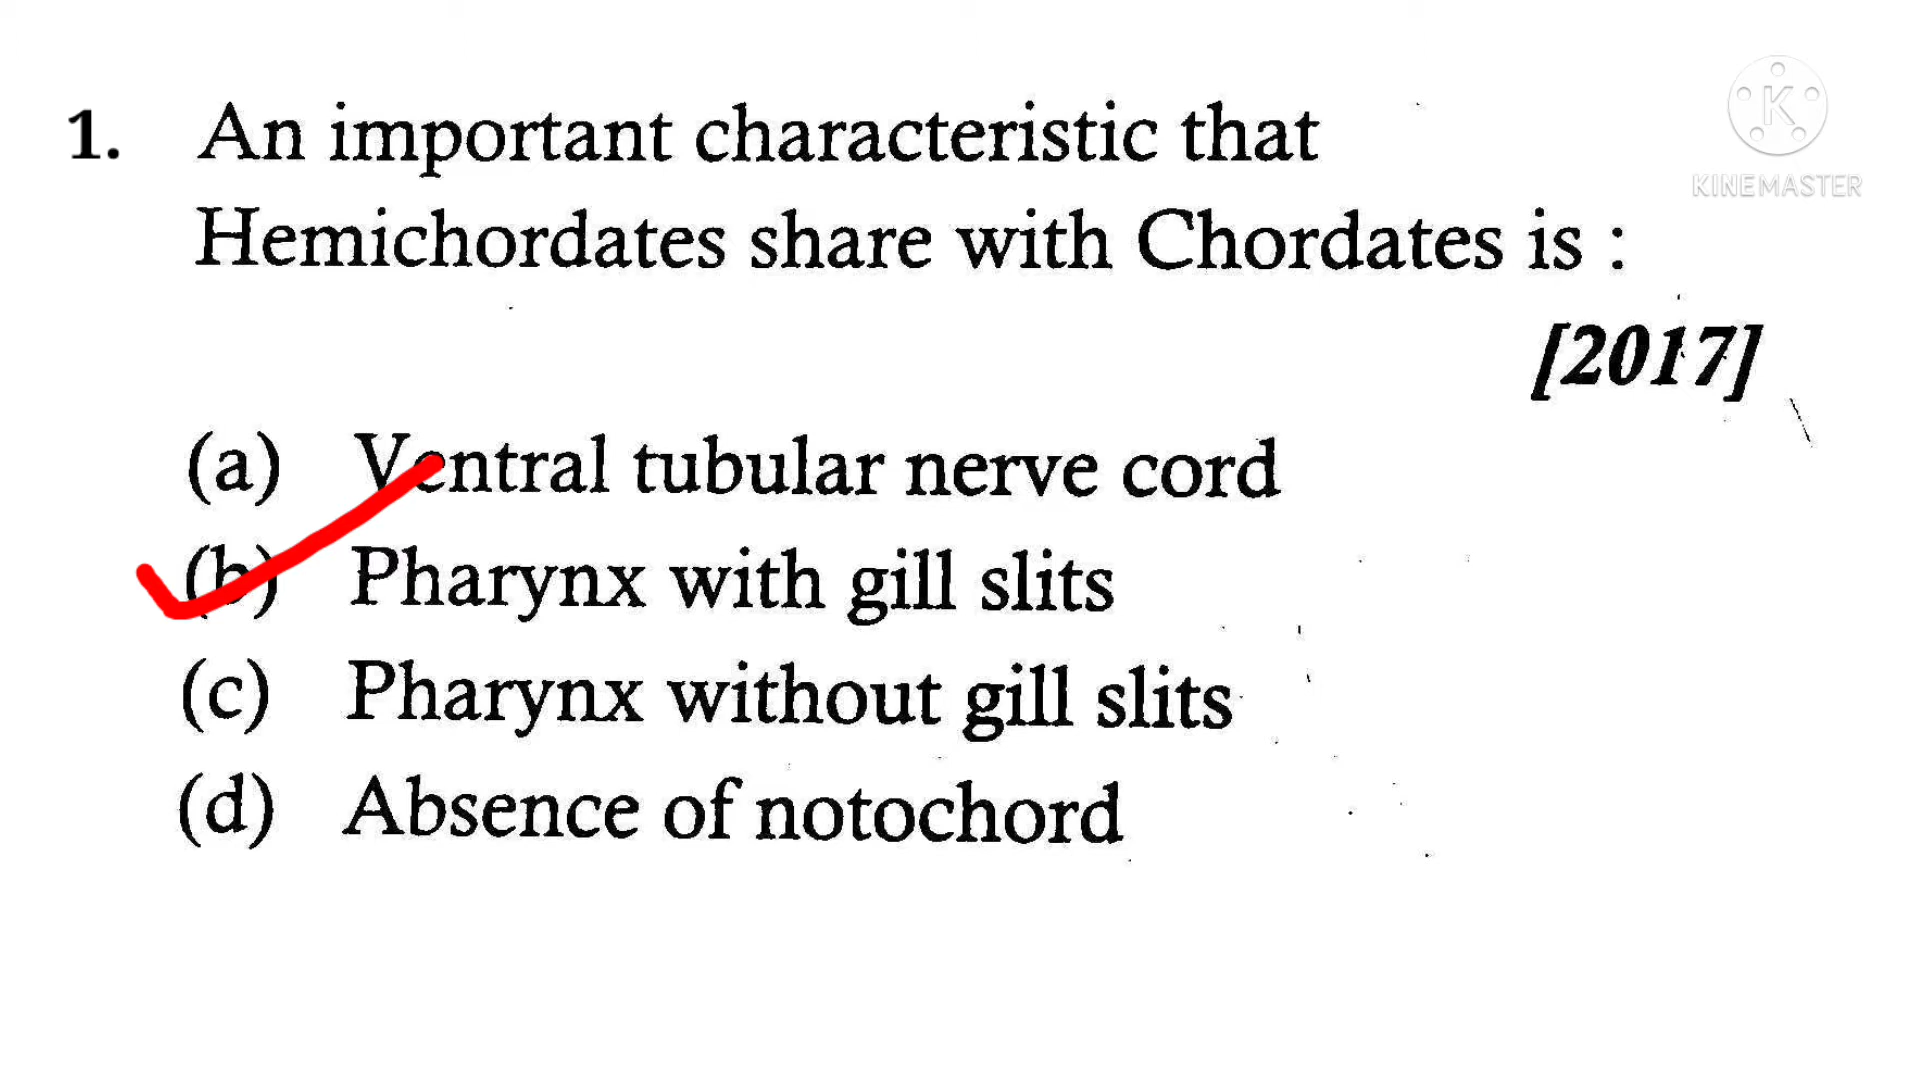 K
KINEMASTER
1. An important characteristic that
Hemichordates share with Chordates is :
[2017]
(a) Ventral tubular nerve cord
(b) Pharynx with gill slits
(c) Pharynx without gill slits
(d) Absence of notochord